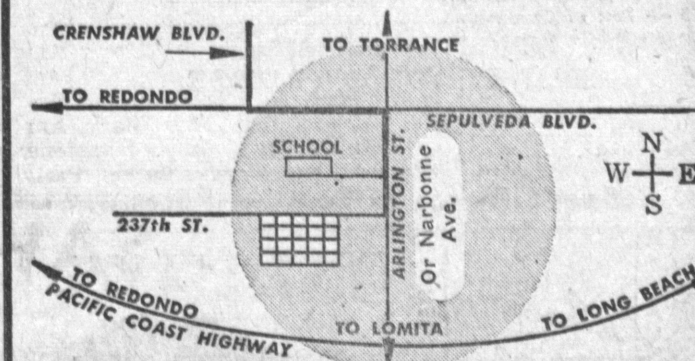 CRENSHAW BLVD.
TO TORRANCE
TO REDONDO
SEPULVEDA BLVD.
SCHOOL
N
W E
S
ARLINGTON ST.
Or Narbonne
Ave.
237th ST.
TO REDONDO
PACIFIC COAST HIGHWAY
TO LOMITA
TO LONG BEACH